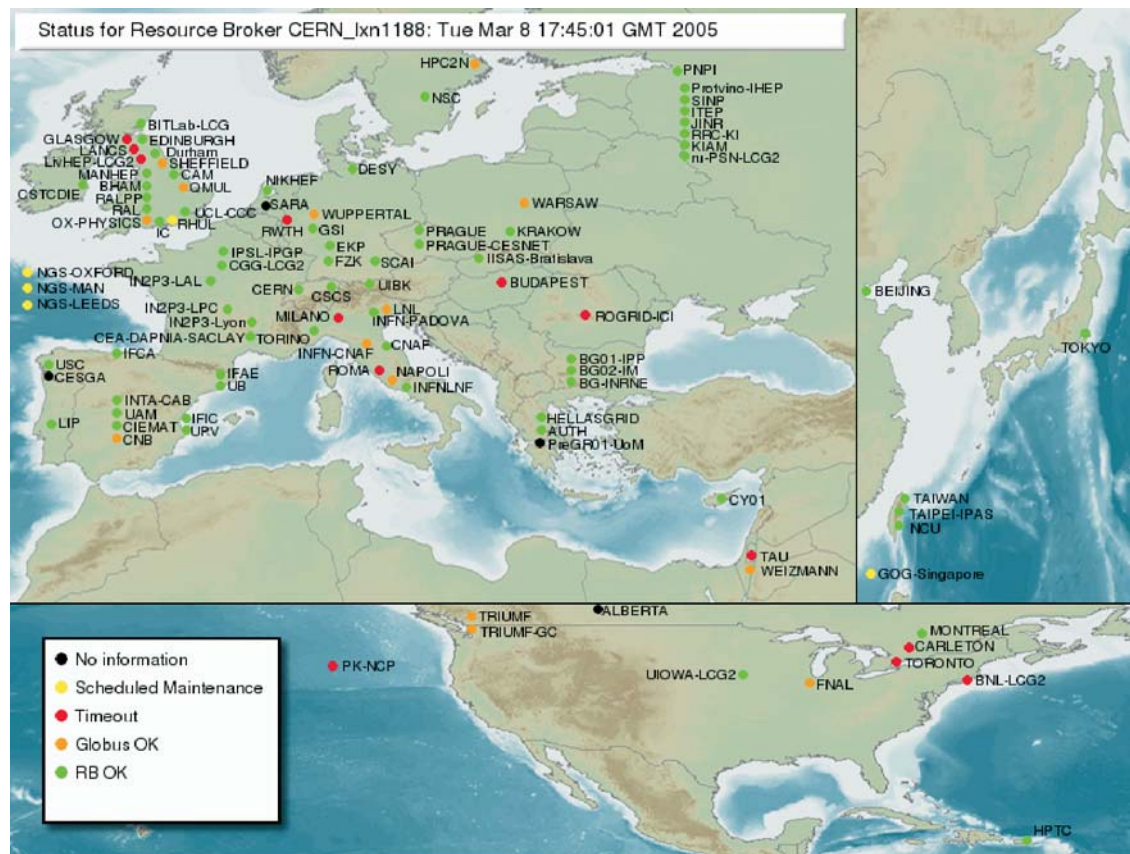 Status for Resource Broker CERN_lxn1188: Tue Mar 8 17:45:01 GMT 2005
HPC2N
NSC
PNPI
Protvino-IHEP
SINP
ITEP
JINR
RRC-KI
KIAM
ru-PSN-LCG2
BITLab-LCG
GLASGOW
EDINBURGH
LANCS
Durham
LivHEP-LCG2
SHEFFIELD
MANHEP
CAM
BHAM
QMUL
CSTCDIE
RALPP
RAL
UCL-CCC
OX-PHYSICS
IC
RHUL
DESY
NIKHEF
SARA
RWTH
WUPPERTAL
GSI
WARSAW
PRAGUE
KRAKOW
PRAGUE-CESNET
IISAS-Bratislava
IPSL-IPGP
EKP
CGG-LCG2
FZK
SCAI
NGS-OXFORD
NGS-MAN
NGS-LEEDS
IN2P3-LAL
CERN
CSCS
UIBK
BUDAPEST
IN2P3-LPC
MILANO
LNL
INFN-PADOVA
ROGRID-ICI
IN2P3-Lyon
CEA-DAPNIA-SACLAY
TORINO
INFN-CNAF
CNAF
IFCA
USC
CESGA
ROMA
NAPOLI
INFNLNF
IFAE
UB
BG01-IPP
BG02-IM
BG-INRNE
INTA-CAB
UAM
IFIC
LIP
CIEMAT
UPV
CNB
HELLASGRID
AUTH
PreGR01-UoM
CY01
TAU
WEIZMANN
BEIJING
TOKYO
TAIWAN
TAIPEI-IPAS
NCU
GOG-Singapore
TRIUMF
TRIUMF-GC
ALBERTA
MONTREAL
CARLETON
TORONTO
PK-NCP
UIOWA-LCG2
FNAL
BNL-LCG2
HPTC
No information
Scheduled Maintenance
Timeout
Globus OK
RB OK